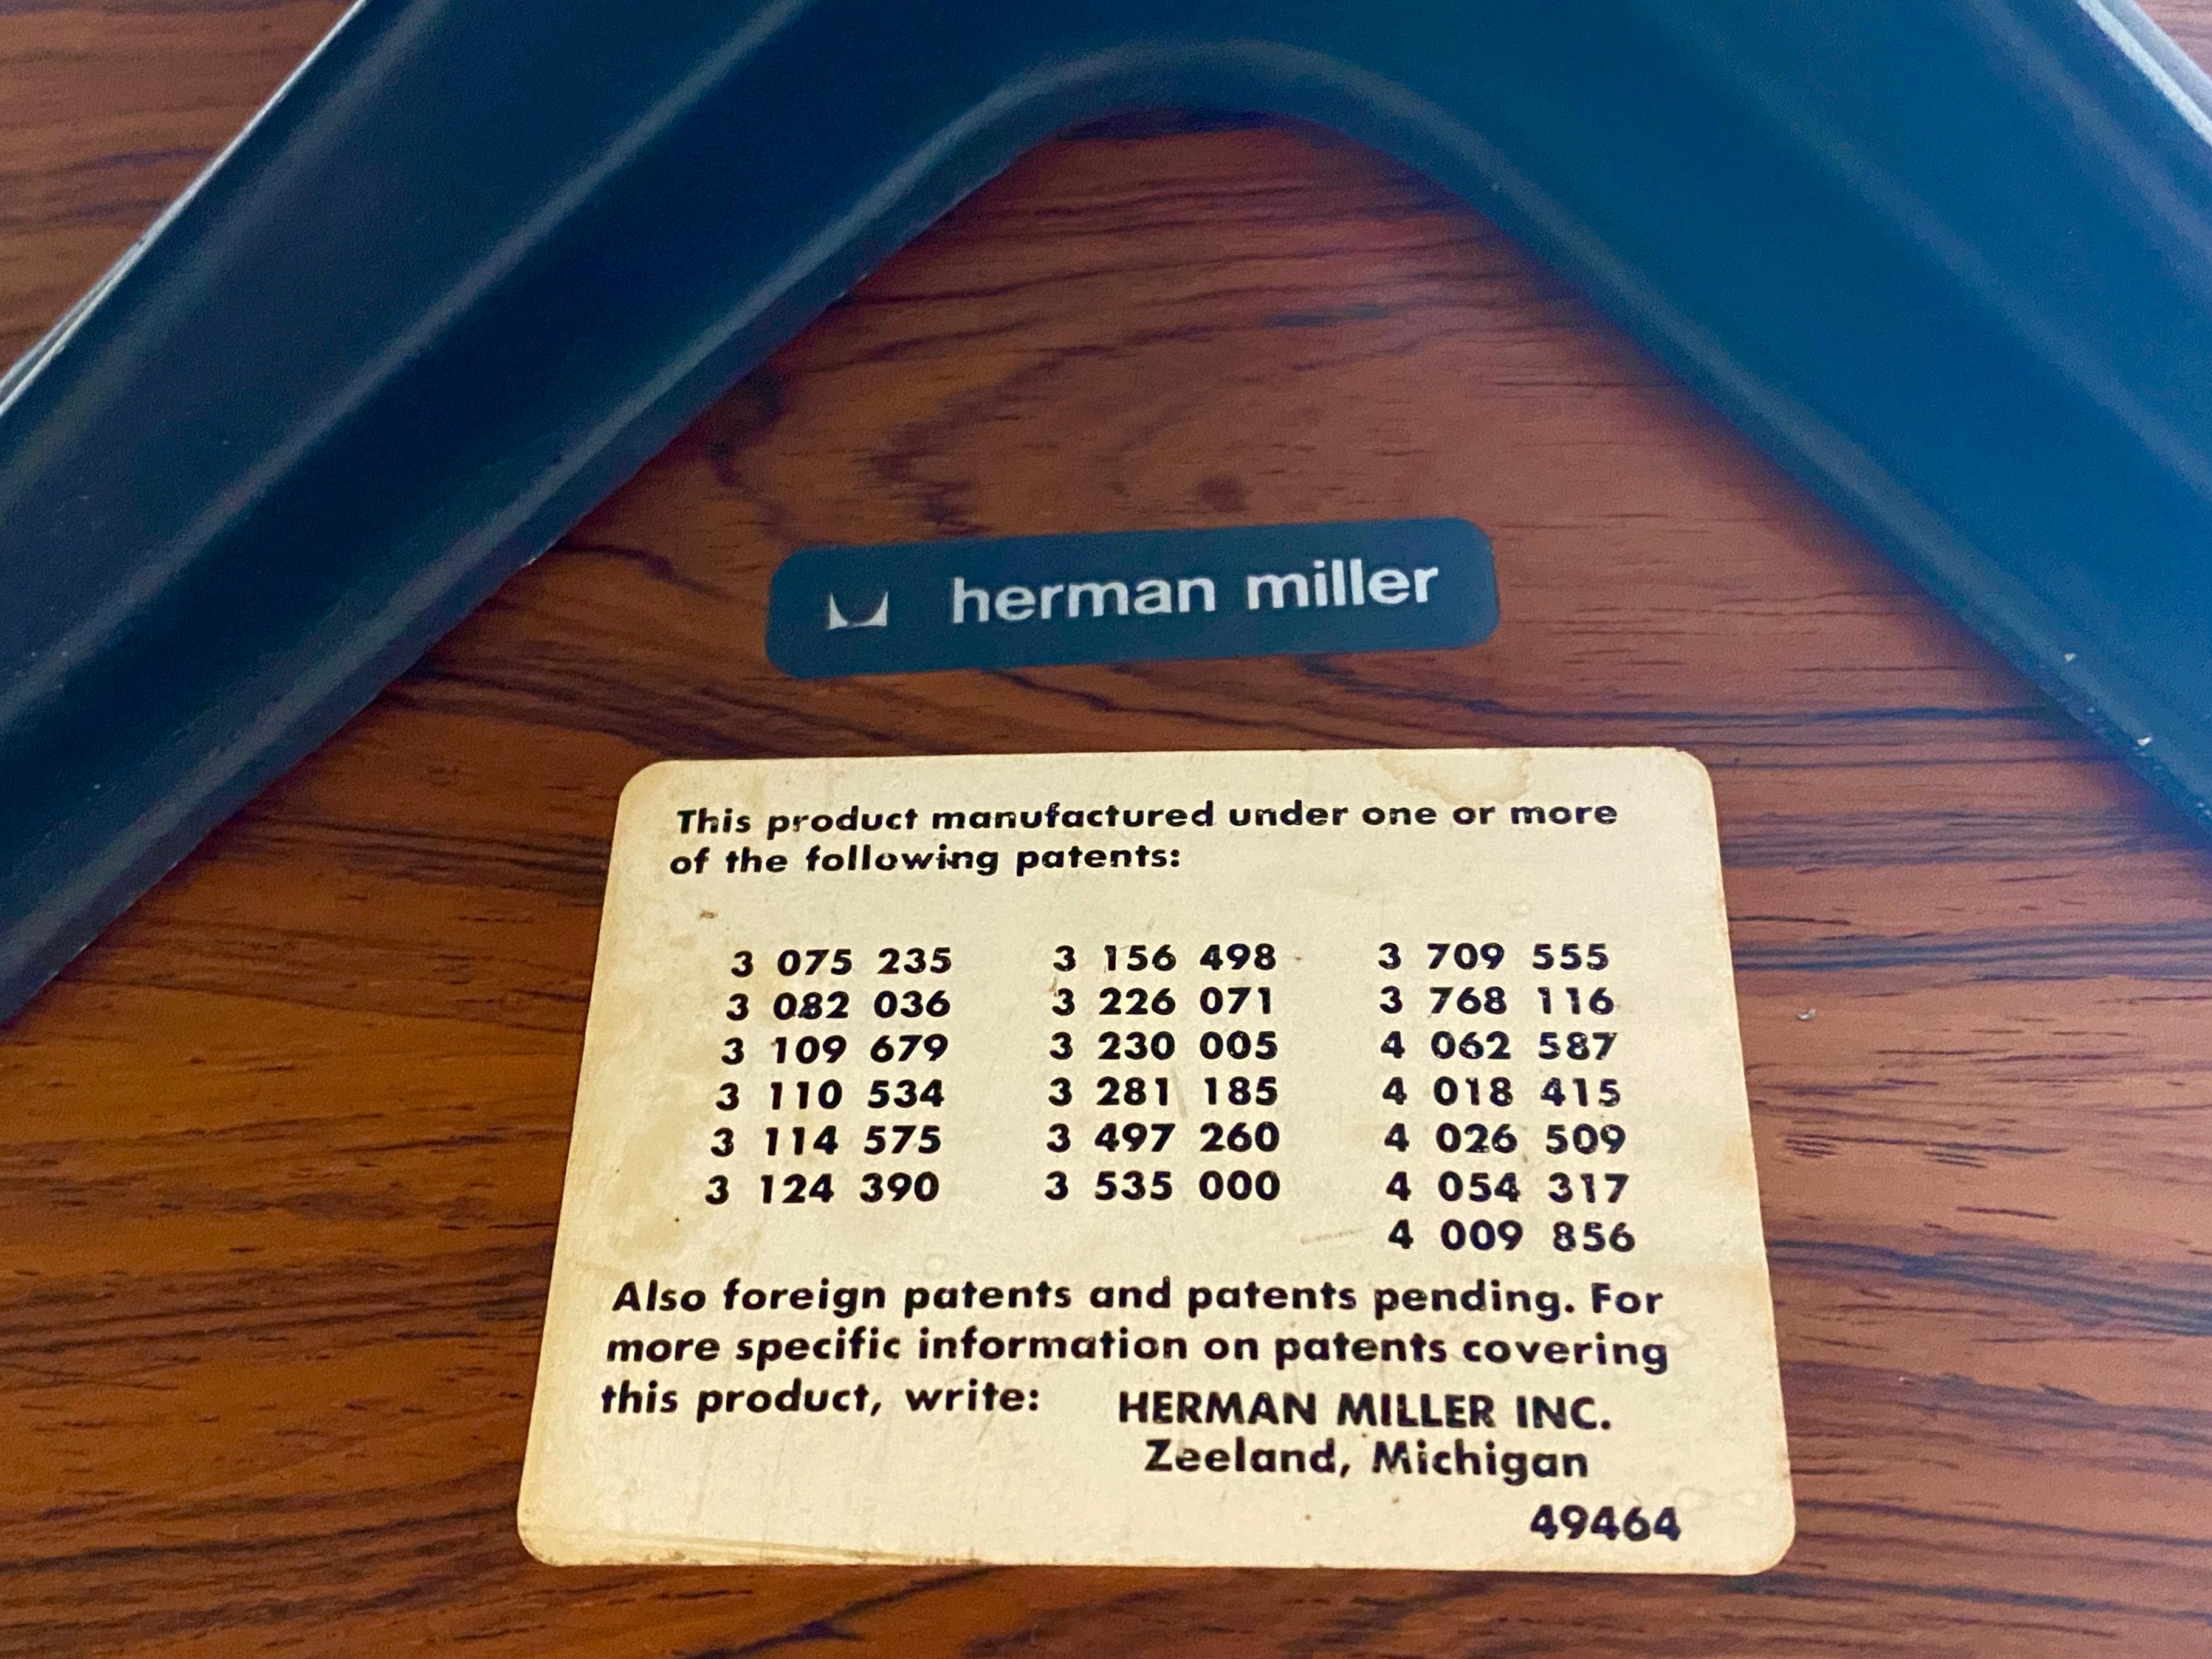 herman miller
This product manufactured under one or more
of the following patents:
3 075 235 3 156 498 3 709 555
3 082 036 3 226 071 3 768 116
3 109 679 3 230 005 4 062 587
3 110 534 3 281 185 4 018 415
3 114 575 3 497 260 4 026 509
3 124 390 3 535 000 4 054 317
4 009 856
Also foreign patents and patents pending. For
more specific information on patents covering
this product, write: HERMAN MILLER INC.
Zeeland, Michigan
49464